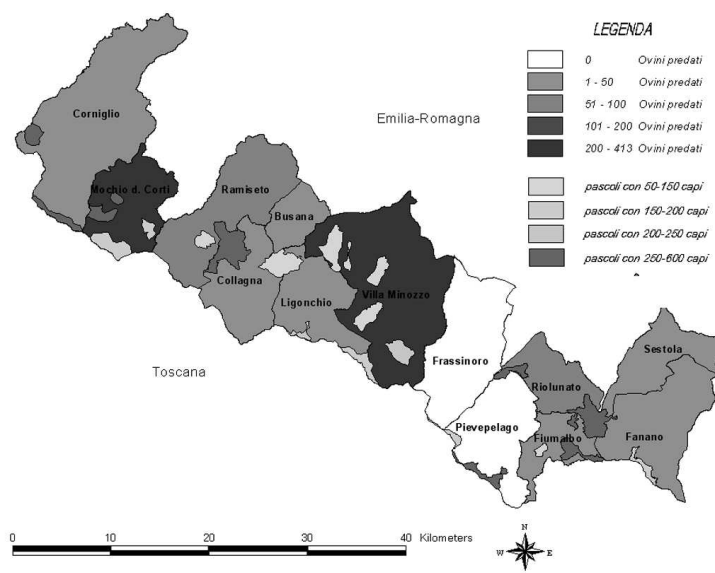 LEGENDA
0 Ovini predati
1 - 50 Ovini predati
51 - 100 Ovini predati
101 - 200 Ovini predati
200 - 413 Ovini predati
pascoli con 50-150 capi
pascoli con 150-200 capi
pascoli con 200-250 capi
pascoli con 250-600 capi
Emilia-Romagna
Corniglio
Mochio d. Corti
Ramiseto
Busana
Collagna
Ligonchio
Villa Minozzo
Toscana
Frassinoro
Sestola
Riolunato
Pievepelago
Fiumalbo
Fanano
0 10 20 30 40 Kilometers
N
W E
S